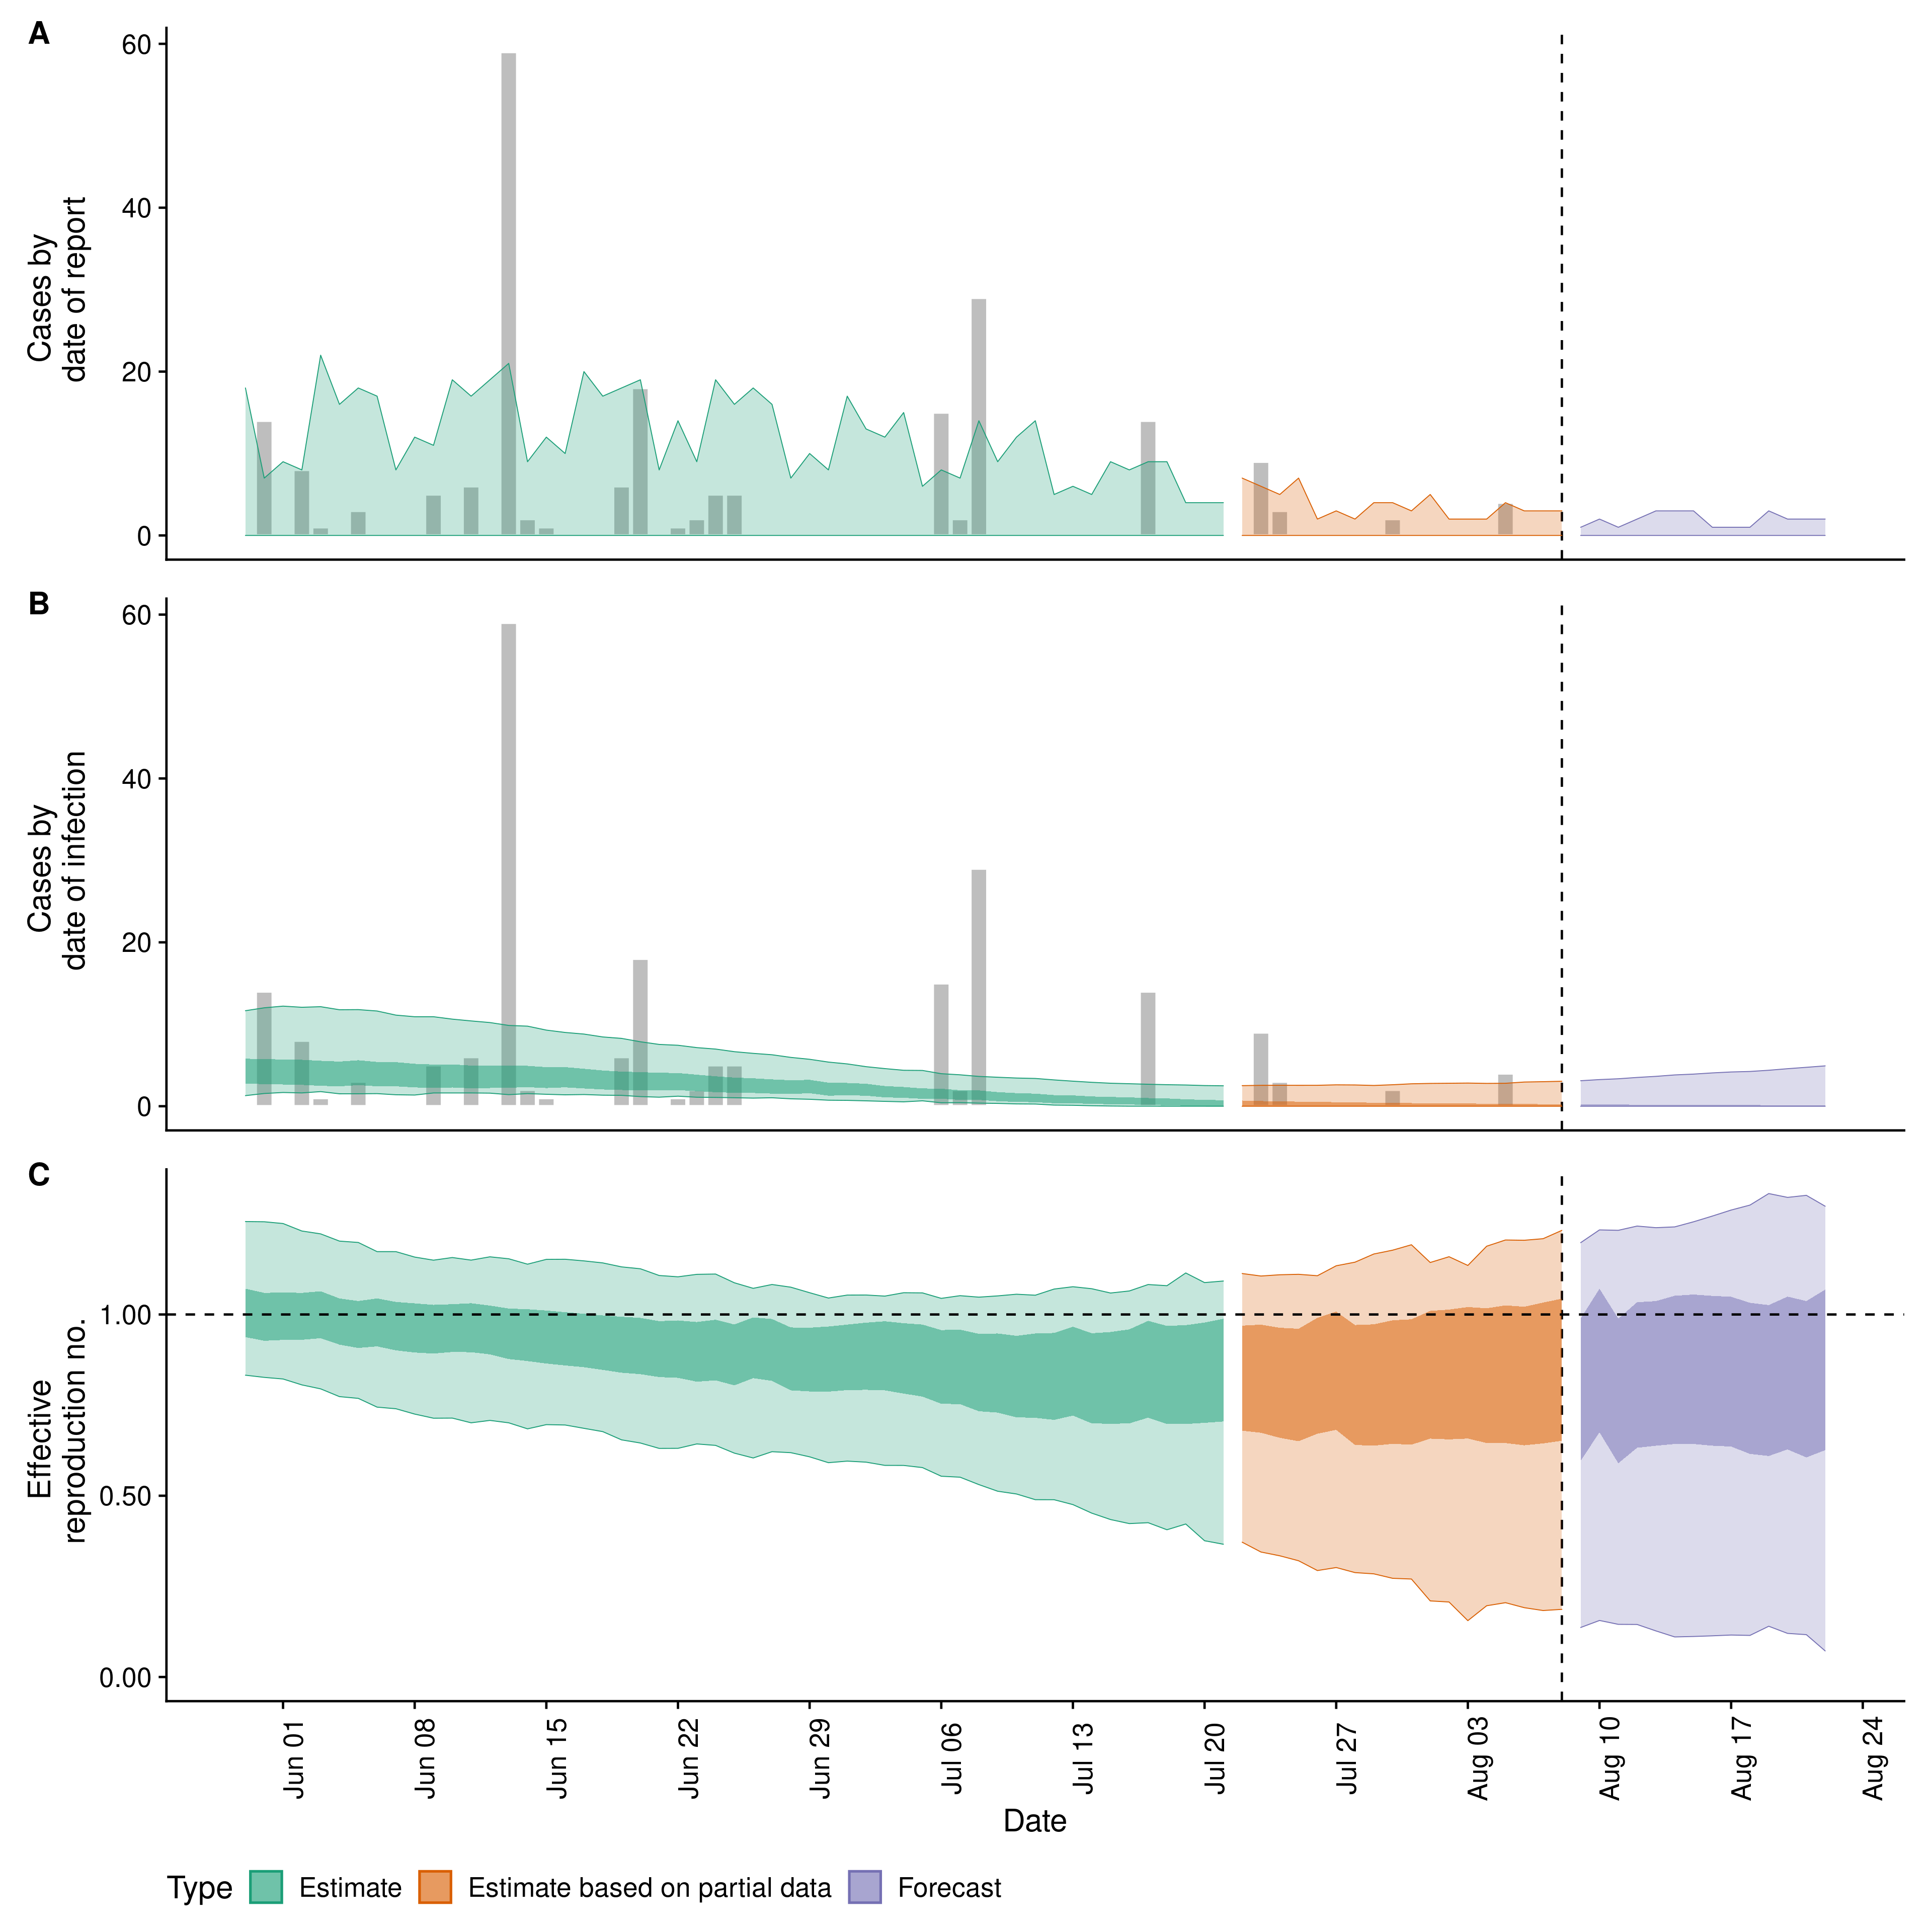 A
60
40
20
0
Cases by
date of report
B
60
40
20
0
Cases by
date of infection
C
1.00
0.50
0.00
Effective
reproduction no.
Jun 01
Jun 08
Jun 15
Jun 22
Jun 29
Jul 06
Jul 13
Jul 20
Jul 27
Aug 03
Aug 10
Aug 17
Aug 24
Date
Type Estimate Estimate based on partial data Forecast